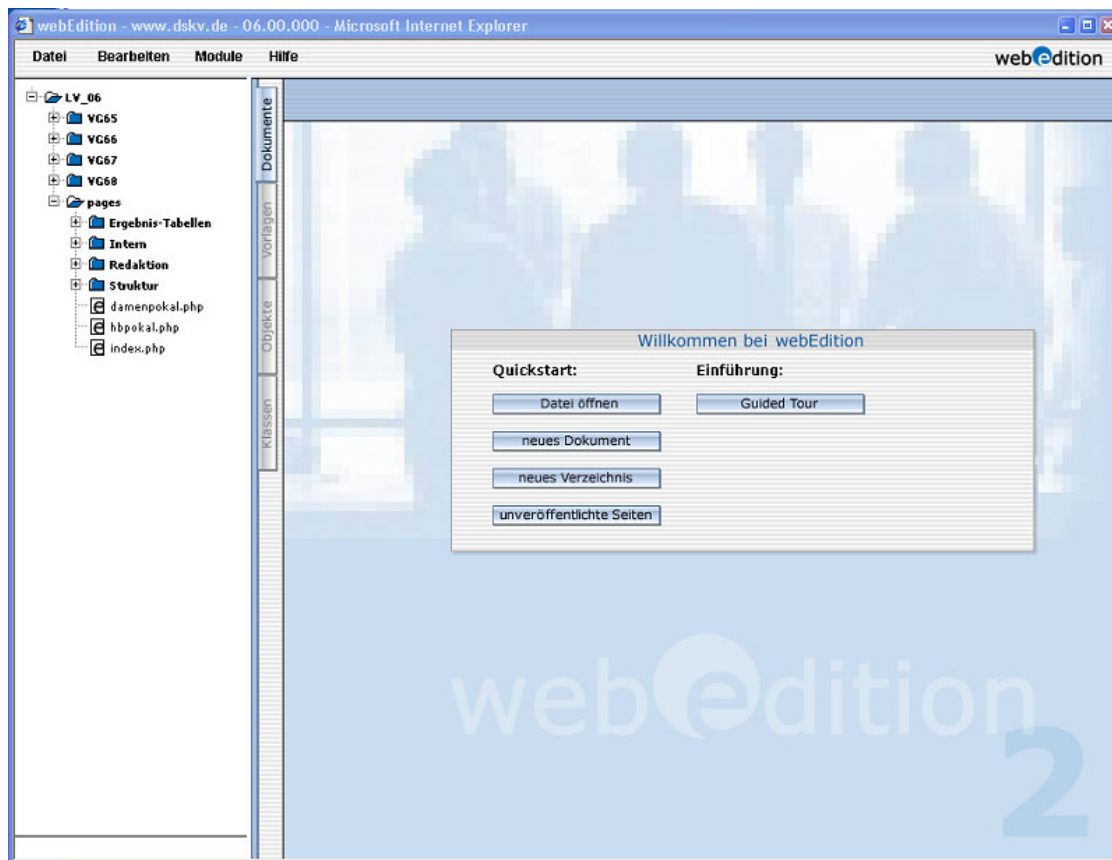 webEdition - www.dskv.de - 06.00.000 - Microsoft Internet Explorer
Datei Bearbeiten Module Hilfe
webedition
LV_06
VG65
VG66
VG67
VG68
pages
Ergebnis-Tabellen
Intern
Redaktion
Struktur
damenpokal.php
hbpokal.php
index.php
Dokumente
Vorlagen
Objekte
Klassen
Willkommen bei webEdition
Quickstart: Einführung:
Datei öffnen Guided Tour
neues Dokument
neues Verzeichnis
unveröffentlichte Seiten
webedition
2